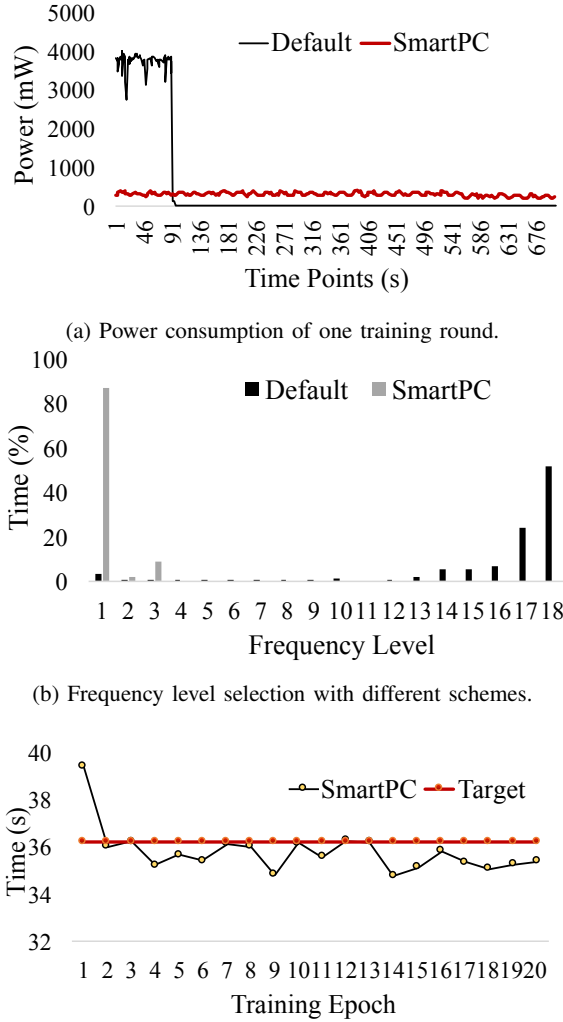 5000
Default SmartPC
4000
3000
2000
1000
0
Power (mW)
1 46 91 136 181 226 271 316 361 406 451 496 541 586 631 676
Time Points (s)
(a) Power consumption of one training round.
100
Default SmartPC
80
60
40
20
0
Time (%)
1 2 3 4 5 6 7 8 9 10 11 12 13 14 15 16 17 18
Frequency Level
(b) Frequency level selection with different schemes.
40
SmartPC Target
38
36
34
32
Time (s)
1 2 3 4 5 6 7 8 9 10 11 12 13 14 15 16 17 18 19 20
Training Epoch